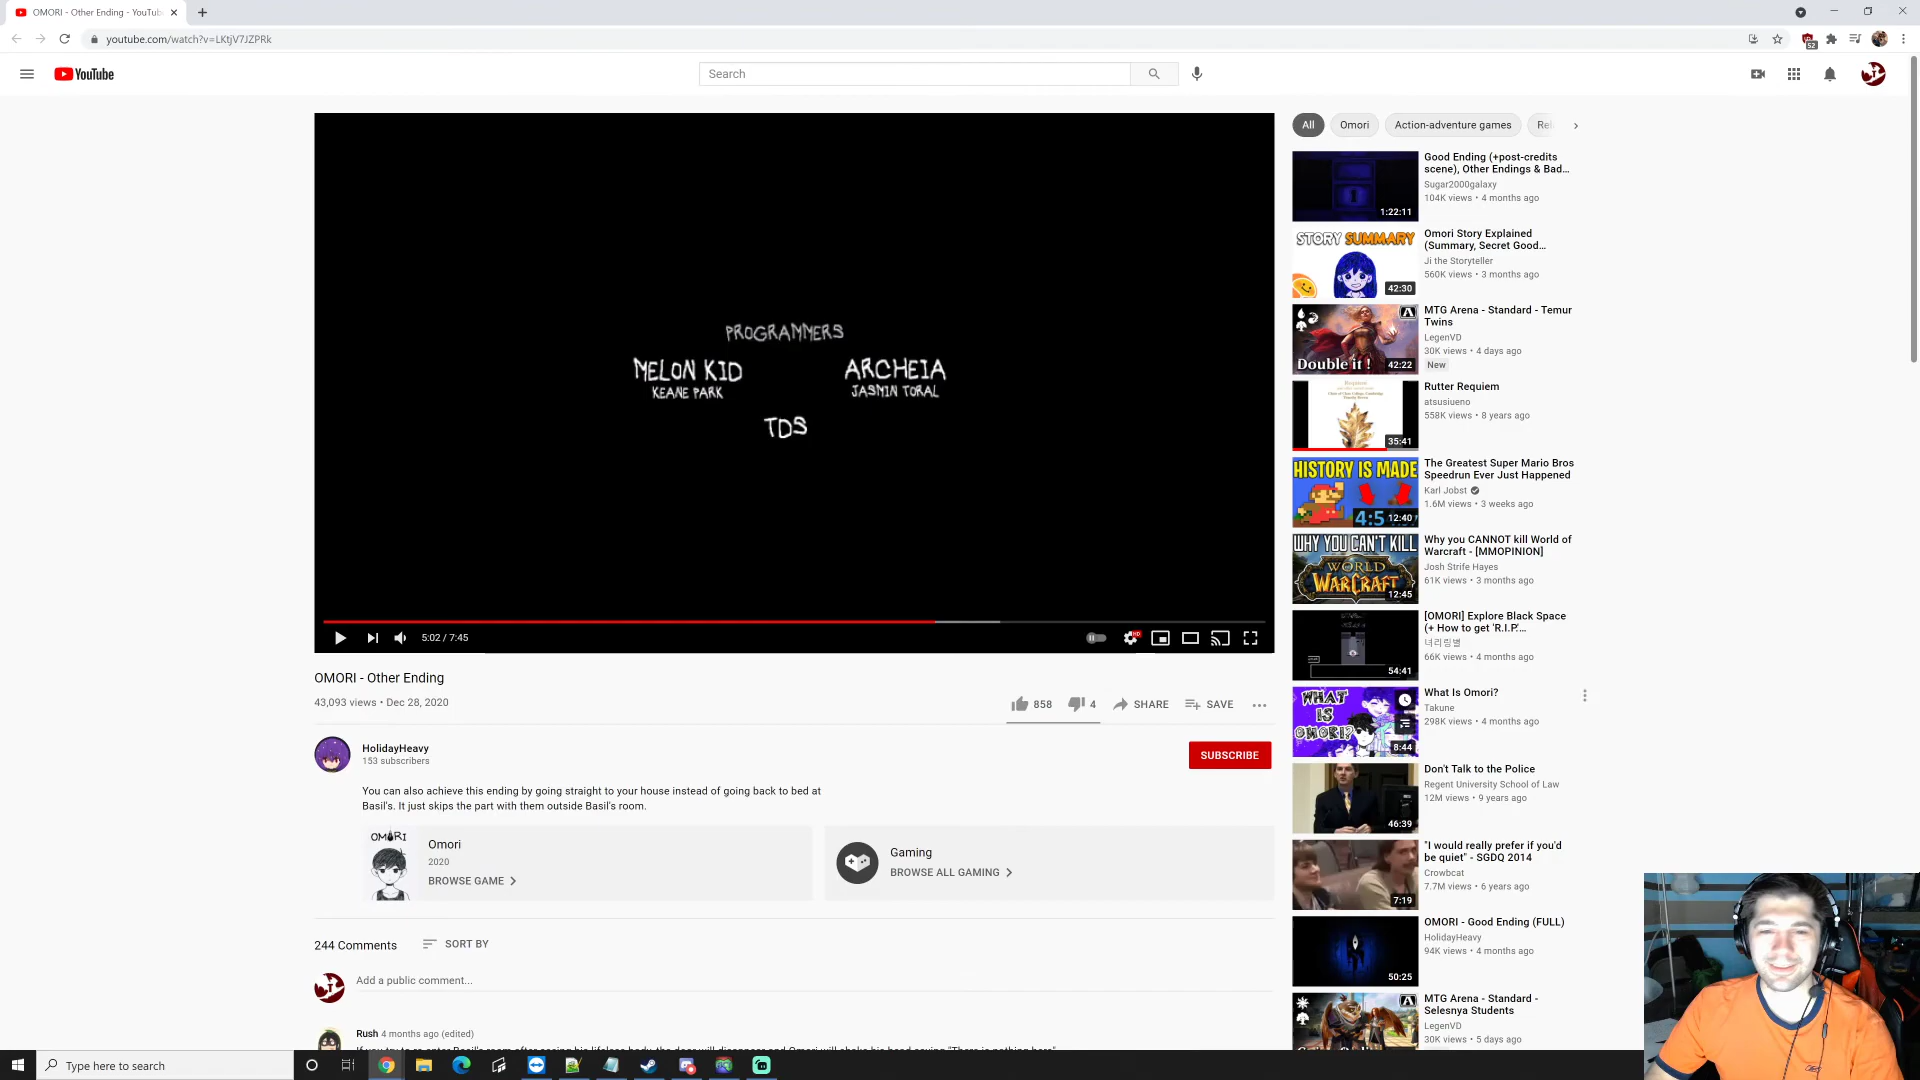 OMORI - Other Ending - YouTub
youtube.com/watch?v=LKtjV7JZPRk
52
YouTube
Search
PROGRAMMERS
MELON KID
KEANE PARK
ARCHEIA
JASMIN TORAL
TDS
5:02 / 7:45
HD
OMORI - Other Ending
43,093 views • Dec 28, 2020
858
4
SHARE
SAVE
HolidayHeavy
153 subscribers
SUBSCRIBE
You can also achieve this ending by going straight to your house instead of going back to bed at
Basil's. It just skips the part with them outside Basil's room.
OMORI
Omori
2020
BROWSE GAME
Gaming
BROWSE ALL GAMING
244 Comments
SORT BY
Add a public comment...
Rush 4 months ago (edited)
All
Omori
Action-adventure games
Rel
Good Ending (+post-credits
scene), Other Endings & Bad...
Sugar2000galaxy
104K views • 4 months ago
1:22:11
STORY SUMMARY
42:30
Omori Story Explained
(Summary, Secret Good...
Ji the Storyteller
560K views • 3 months ago
Double it !
42:22
MTG Arena - Standard - Temur
Twins
LegenVD
30K views • 4 days ago
New
Requiem
35:41
Rutter Requiem
atsusiueno
558K views • 8 years ago
HISTORY IS MADE
4:5
12:40
The Greatest Super Mario Bros
Speedrun Ever Just Happened
Karl Jobst
1.6M views • 3 weeks ago
WHY YOU CAN'T KILL
WORLD
WARCRAFT
12:45
Why you CANNOT kill World of
Warcraft - [MMOPINION]
Josh Strife Hayes
61K views • 3 months ago
54:41
[OMORI] Explore Black Space
(+ How to get 'R.I.P.'...
녀리링별
66K views • 4 months ago
WHAT
IS
OMORI?
8:44
What Is Omori?
Takune
298K views • 4 months ago
46:39
Don't Talk to the Police
Regent University School of Law
12M views • 9 years ago
7:19
"I would really prefer if you'd
be quiet" - SGDQ 2014
Crowbcat
7.7M views • 6 years ago
50:25
OMORI - Good Ending (FULL)
HolidayHeavy
94K views • 4 months ago
MTG Arena - Standard -
Selesnya Students
LegenVD
30K views • 5 days ago
Type here to search